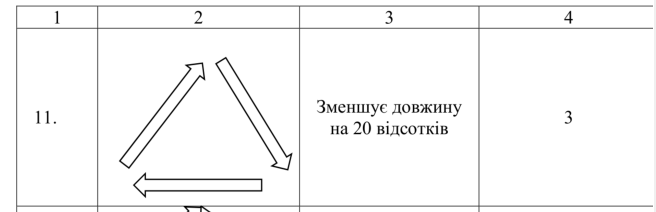 1 2 3 4
11. Зменшує довжину 3
на 20 відсотків